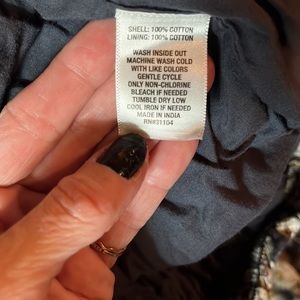 SHELL: 100% COTTON
LINING: 100% COTTON
WASH INSIDE OUT
MACHINE WASH COLD
WITH LIKE COLORS
GENTLE CYCLE
ONLY NON-CHLORINE
BLEACH IF NEEDED
TUMBLE DRY LOW
COOL IRON IF NEEDED
MADE IN INDIA
RN#31104